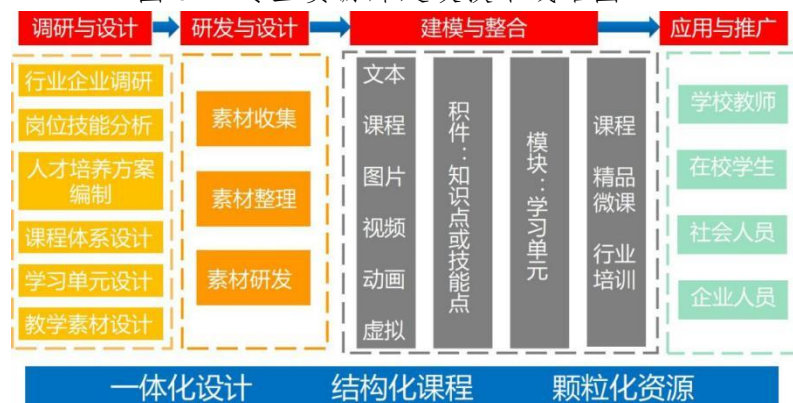 调研与设计
研发与设计
建模与整合
应用与推广
行业企业调研
岗位技能分析
人才培养方案
编制
课程体系设计
学习单元设计
教学素材设计
素材收集
素材整理
素材研发
文本
课程
图片
视频
动画
虚拟
积件：知识点或技能点
模块：学习单元
课程
精品
微课
行业
培训
学校教师
在校学生
社会人员
企业人员
一体化设计
结构化课程
颗粒化资源